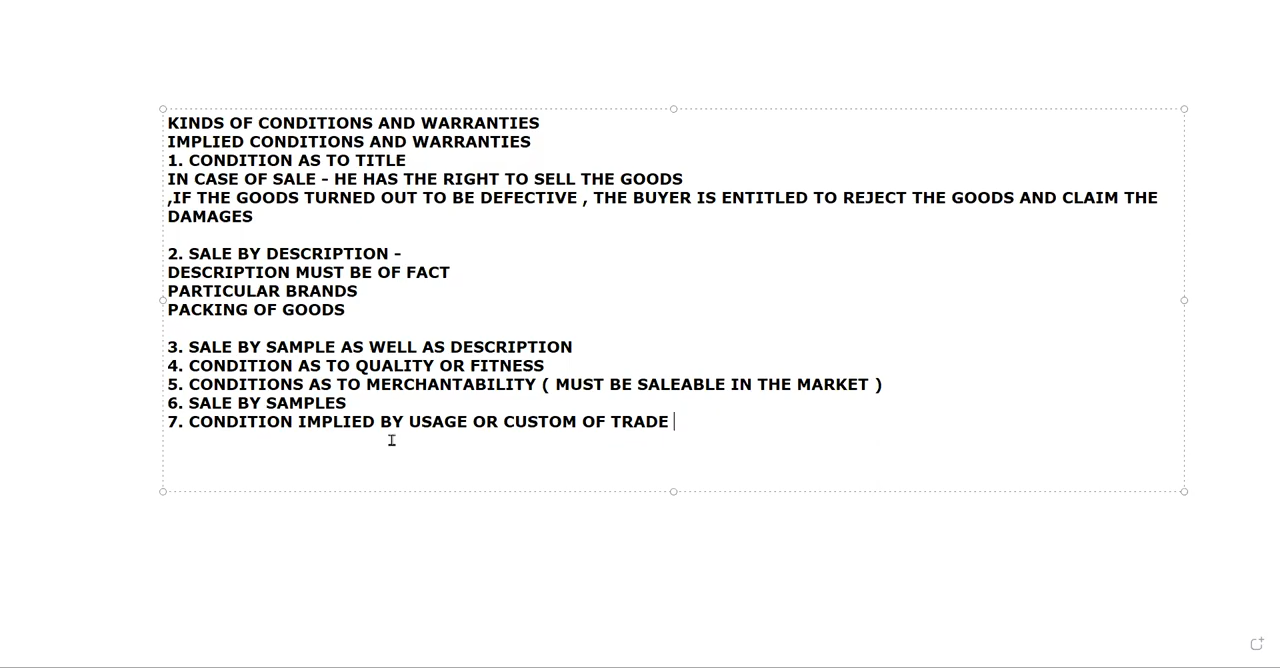 KINDS OF CONDITIONS AND WARRANTIES
IMPLIED CONDITIONS AND WARRANTIES
1. CONDITION AS TO TITLE
IN CASE OF SALE - HE HAS THE RIGHT TO SELL THE GOODS
,IF THE GOODS TURNED OUT TO BE DEFECTIVE , THE BUYER IS ENTITLED TO REJECT THE GOODS AND CLAIM THE
DAMAGES
2. SALE BY DESCRIPTION -
DESCRIPTION MUST BE OF FACT
PARTICULAR BRANDS
PACKING OF GOODS
3. SALE BY SAMPLE AS WELL AS DESCRIPTION
4. CONDITION AS TO QUALITY OR FITNESS
5. CONDITIONS AS TO MERCHANTABILITY ( MUST BE SALEABLE IN THE MARKET )
6. SALE BY SAMPLES
7. CONDITION IMPLIED BY USAGE OR CUSTOM OF TRADE